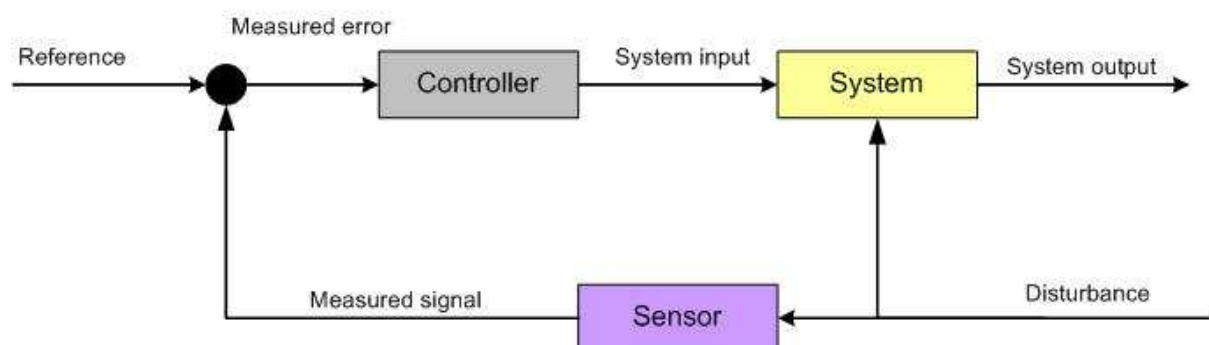 Measured error
Reference
System input
System output
Controller
System
Measured signal
Disturbance
Sensor